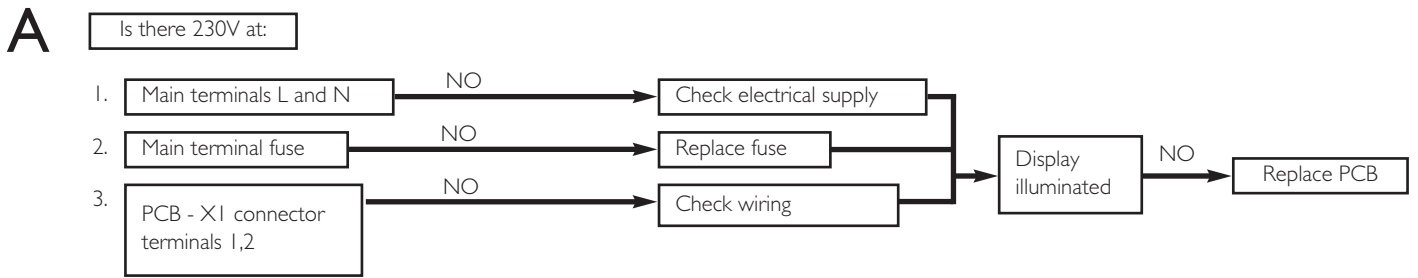 A
Is there 230V at:
1. Main terminals L and N
NO
Check electrical supply
2. Main terminal fuse
NO
Replace fuse
3. PCB - X1 connector
terminals 1,2
NO
Check wiring
Display
illuminated
NO
Replace PCB